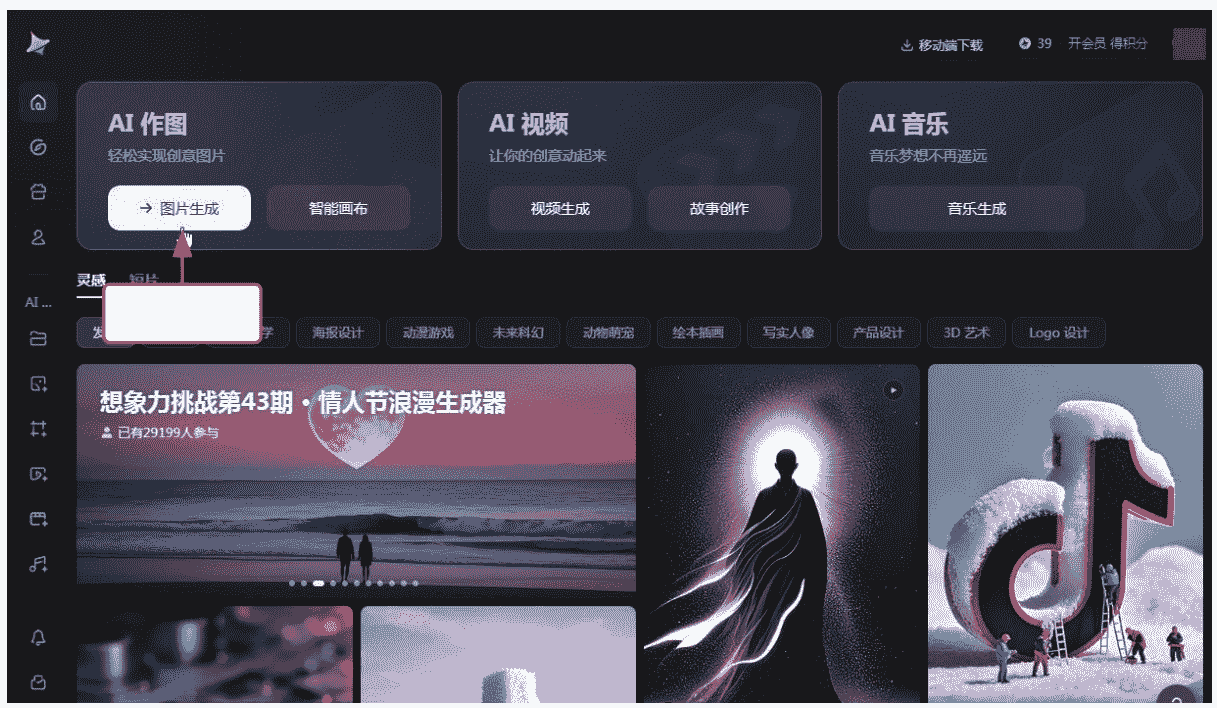 移动端下载
39
开会员 得积分
AI 作图
轻松实现创意图片
→ 图片生成
智能画布
AI 视频
让你的创意动起来
视频生成
故事创作
AI 音乐
音乐梦想不再遥远
音乐生成
灵感
短片
AI ...
海报设计
动漫游戏
未来科幻
动物萌宠
绘本插画
写实人像
产品设计
3D 艺术
Logo 设计
想象力挑战第43期 • 情人节浪漫生成器
已有29199人参与